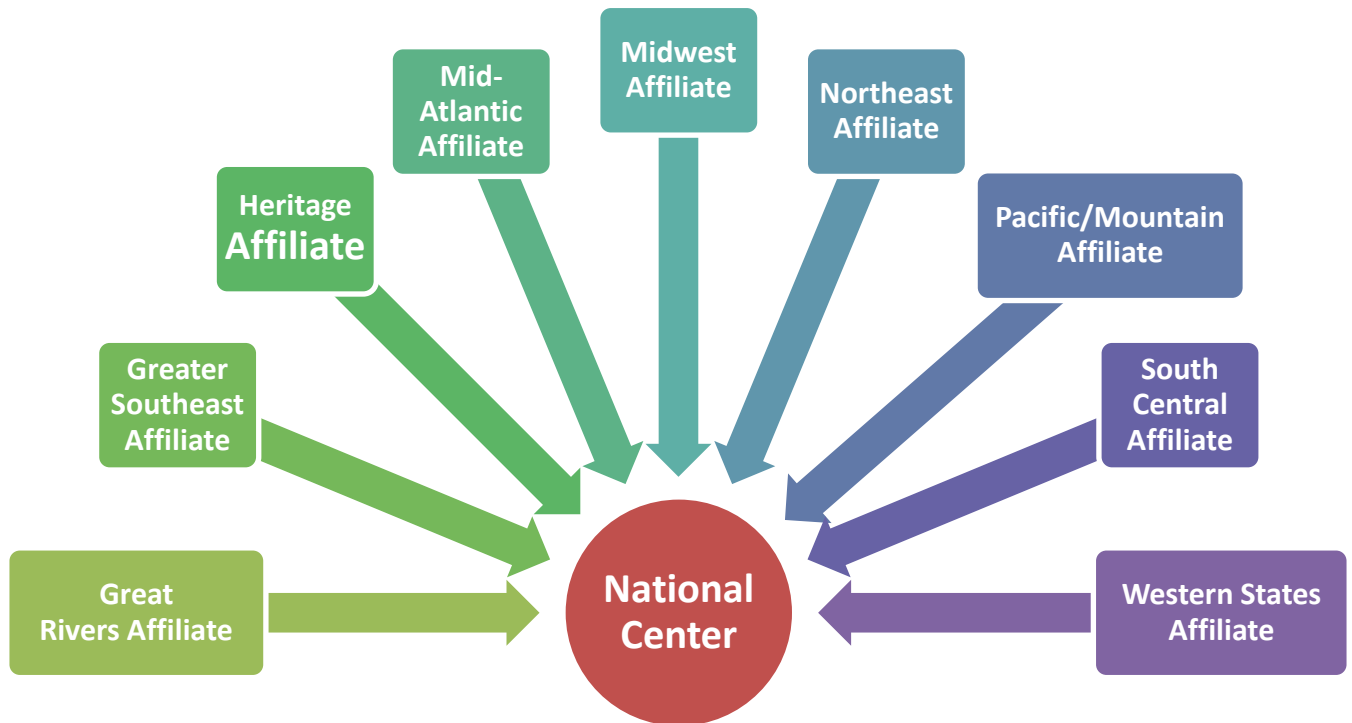 Great
Rivers Affiliate
Greater
Southeast
Affiliate
Heritage
Affiliate
Mid-
Atlantic
Affiliate
Midwest
Affiliate
Northeast
Affiliate
Pacific/Mountain
Affiliate
South
Central
Affiliate
Western States
Affiliate
National
Center